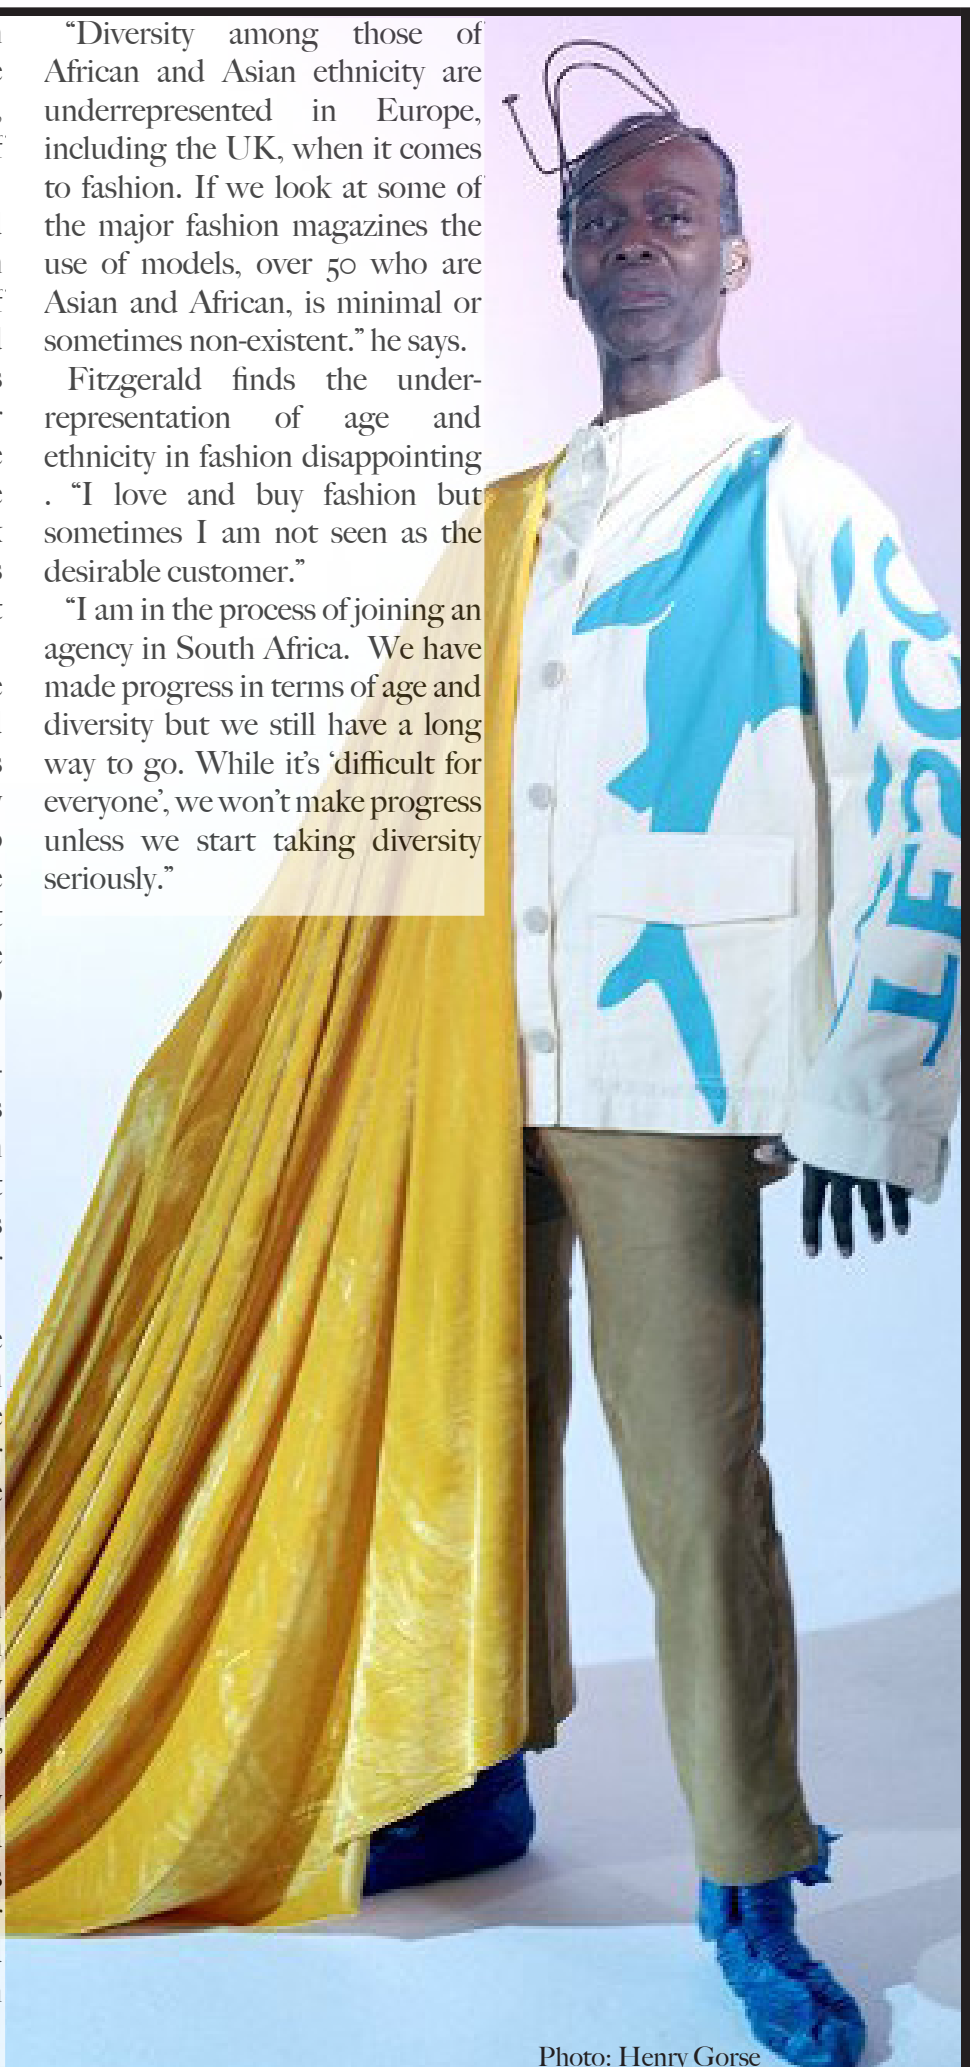 “Diversity among those of
African and Asian ethnicity are
underrepresented in Europe,
including the UK, when it comes
to fashion. If we look at some of
the major fashion magazines the
use of models, over 50 who are
Asian and African, is minimal or
sometimes non-existent.” he says.
Fitzgerald finds the under-
representation of age and
ethnicity in fashion disappointing
. “I love and buy fashion but
sometimes I am not seen as the
desirable customer.”
“I am in the process of joining an
agency in South Africa. We have
made progress in terms of age and
diversity but we still have a long
way to go. While it’s ‘difficult for
everyone’, we won’t make progress
unless we start taking diversity
seriously.”
Photo: Henry Gorse